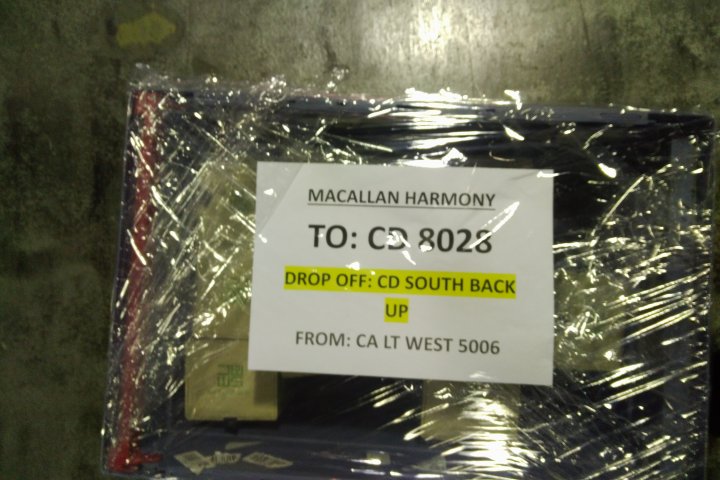 MACALLAN HARMONY
TO: CD 8028
DROP OFF: CD SOUTH BACK
UP
FROM: CA LT WEST 5006